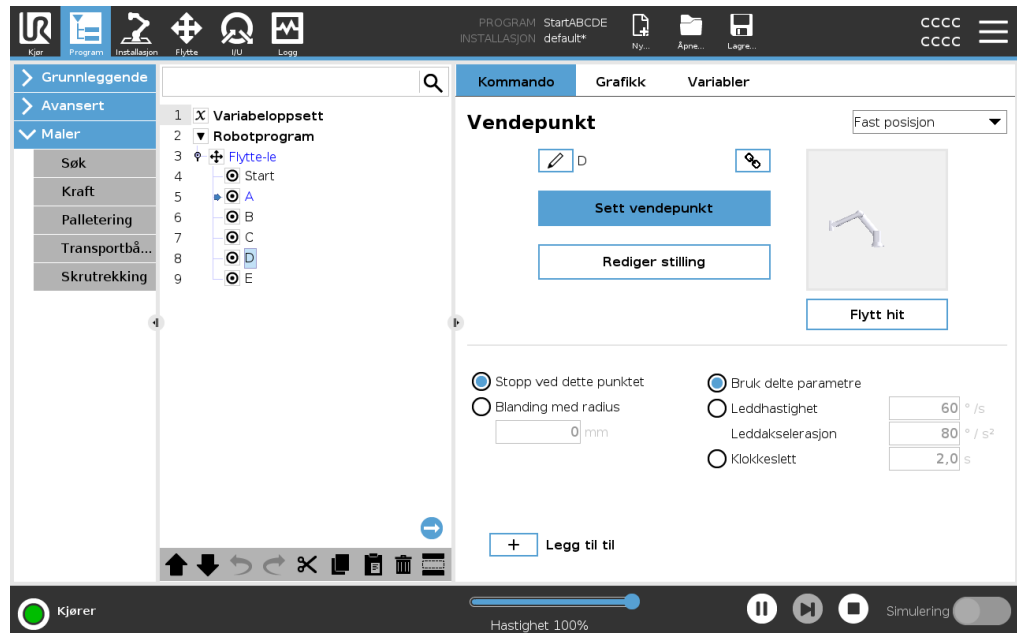 UR
PROGRAM StartABCDE
INSTALLASJON default*
Kjør Program Installasjon Flytte I/U Logg Ny... Åpne... Lagre...
CCCC
CCCC
Grunnleggende
Avansert
Maler
Søk
Kraft
Palletering
Transportbå...
Skrutrekking
1 X Variabeloppsett
2 Robotprogram
3 Flytte-le
4 Start
5 A
6 B
7 C
8 D
9 E
Kommando Grafikk Variabler
Vendepunkt Fast posisjon
D
Sett vendepunkt
Rediger stilling
Flytt hit
Stopp ved dette punktet
Blanding med radius
0 mm
Bruk delte parametre
Leddhastighet 60 ° /s
Leddakselerasjon 80 ° / s²
Klokkeslett 2,0 s
+ Legg til til
Kjører
Hastighet 100%
Simulering